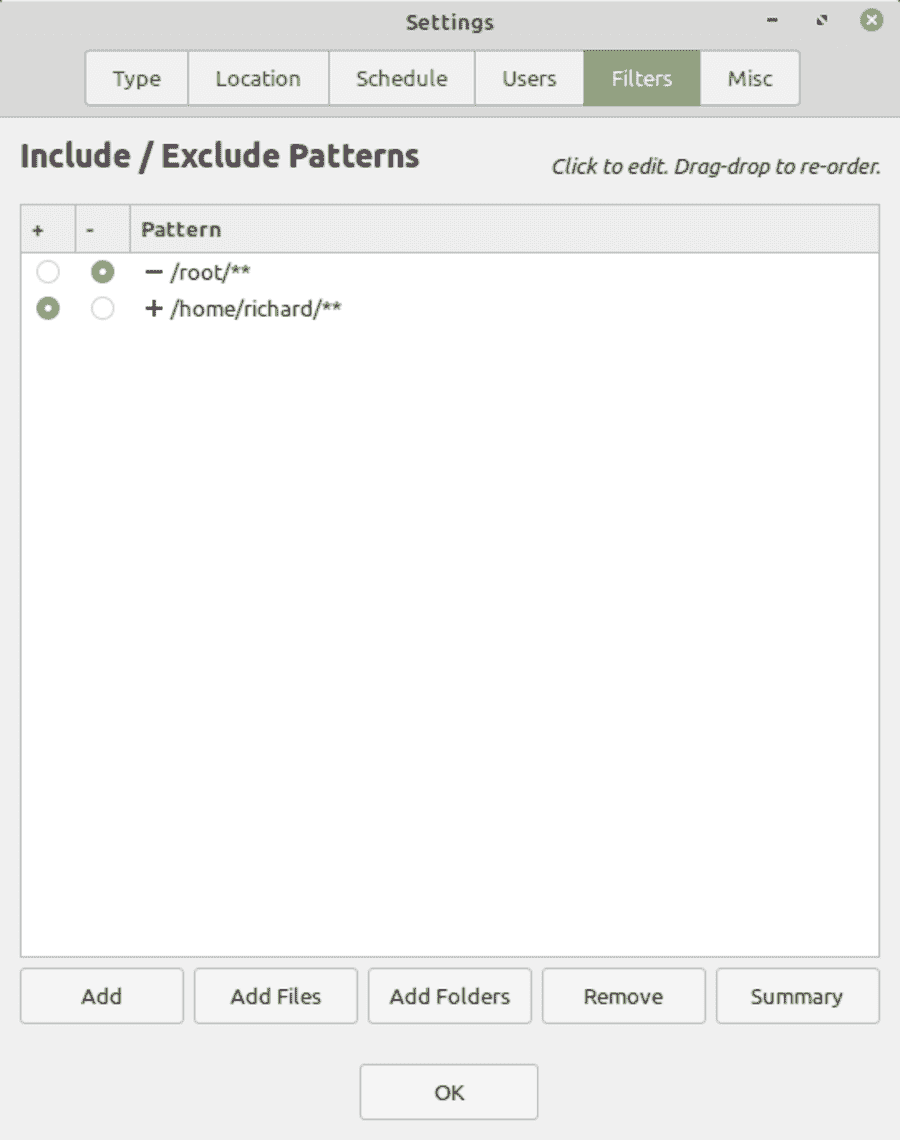 Settings
Type Location Schedule Users Filters Misc
Include / Exclude Patterns
Click to edit. Drag-drop to re-order.
+ - Pattern
− /root/**
+ /home/richard/**
Add Add Files Add Folders Remove Summary
OK